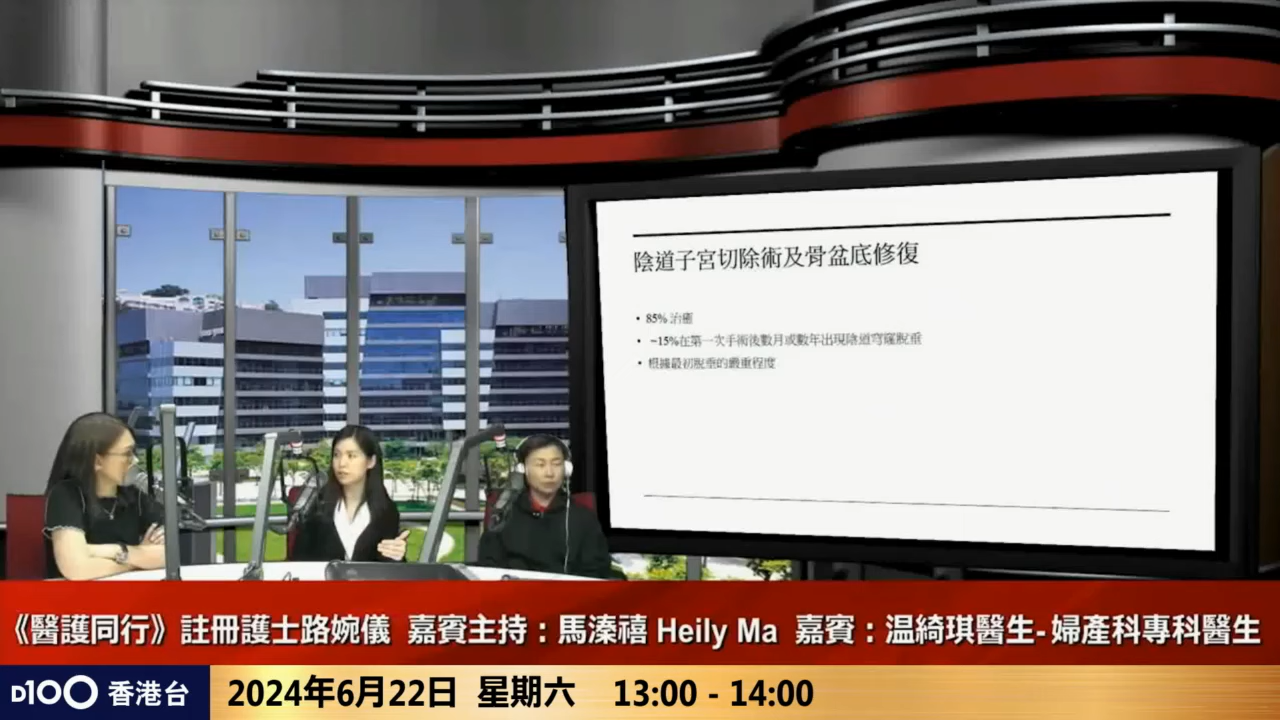 陰道子宮切除術及骨盆底修復
• 85% 治癒
• ~15%在第一次手術後數月或數年出現陰道穹窿脫垂
• 根據最初脫垂的嚴重程度
《醫護同行》註冊護士路婉儀 嘉賓主持：馬溱禧 Heily Ma 嘉賓：温綺琪醫生- 婦產科專科醫生
D100 香港台
2024年6月22日 星期六 13:00 - 14:00